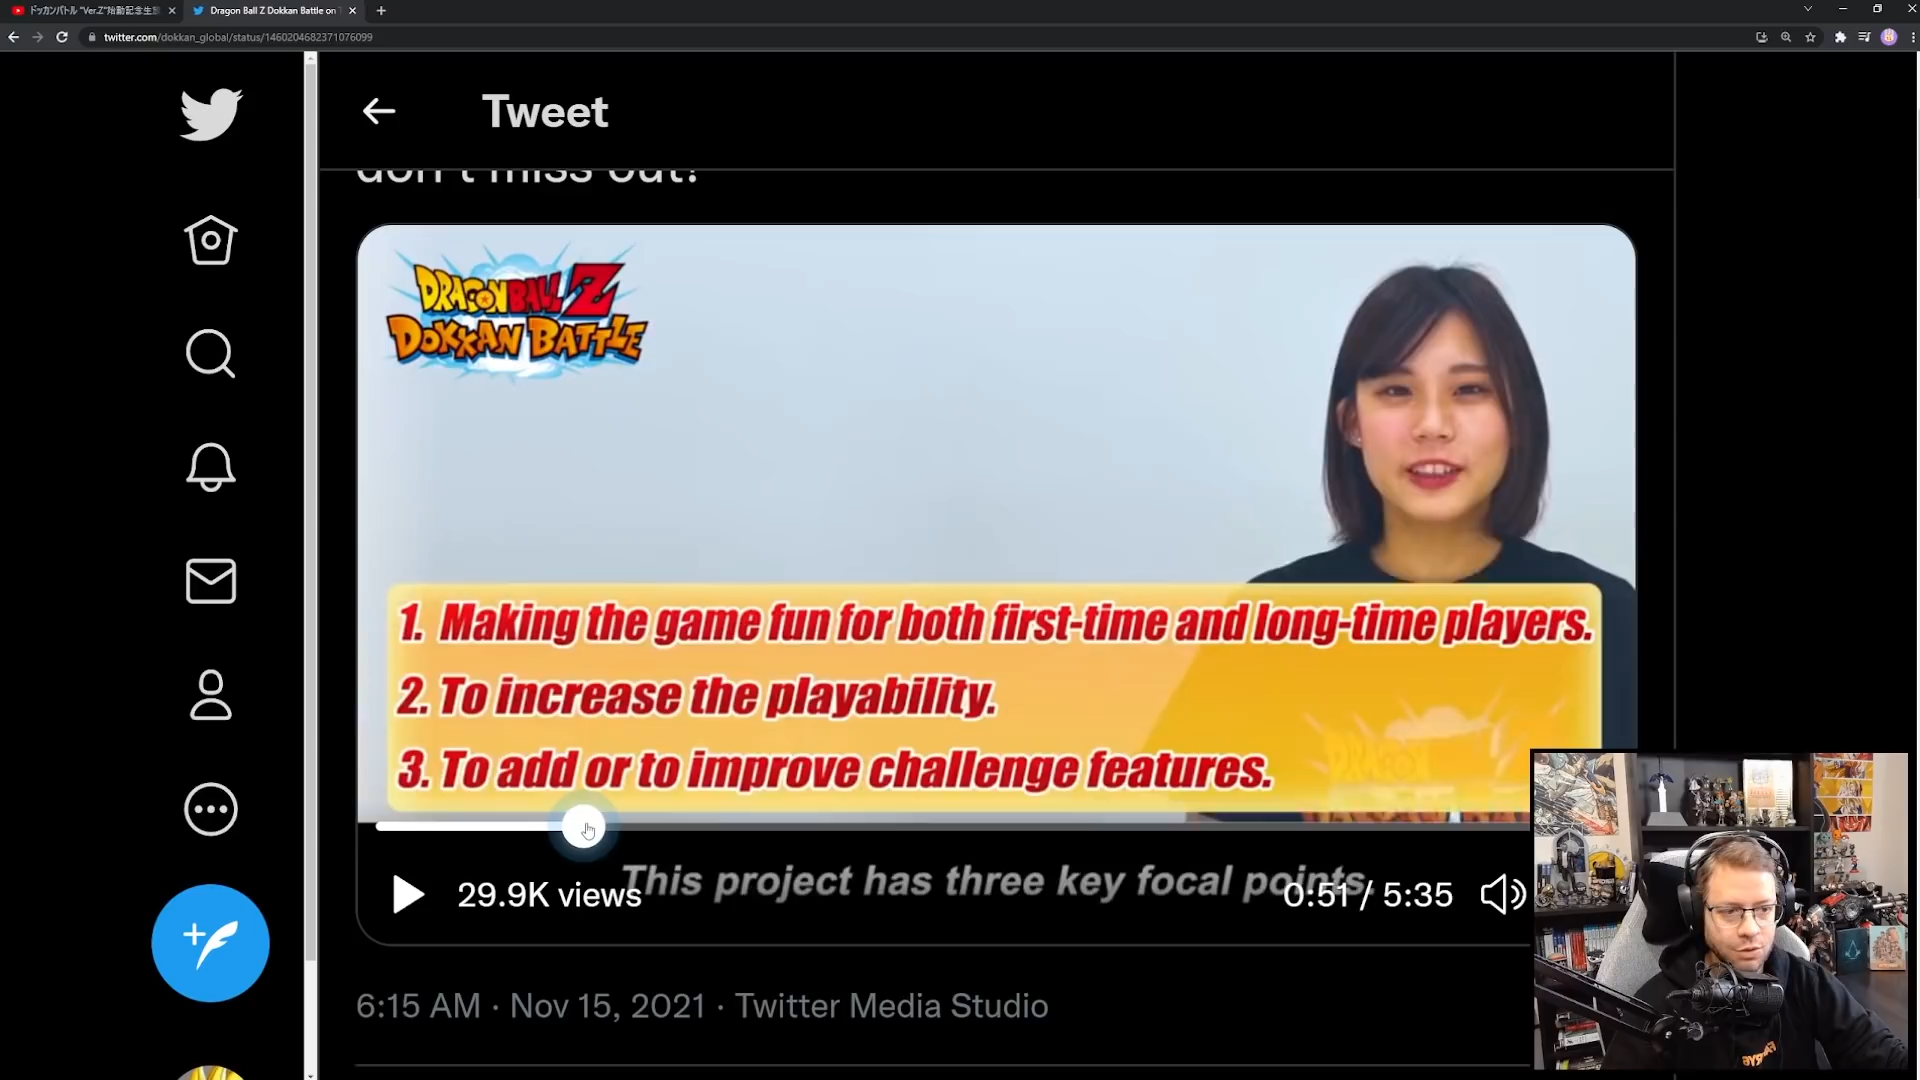 ドッカンバトル "Ver.Z"始動記念生放
Dragon Ball Z Dokkan Battle on T
twitter.com/dokkan_global/status/1460204682371076099
Tweet
don't miss out!
DRAGON BALL Z
DOKKAN BATTLE
1. Making the game fun for both first-time and long-time players.
2. To increase the playability.
3. To add or to improve challenge features.
This project has three key focal points.
29.9K views
0:51 / 5:35
6:15 AM · Nov 15, 2021 · Twitter Media Studio